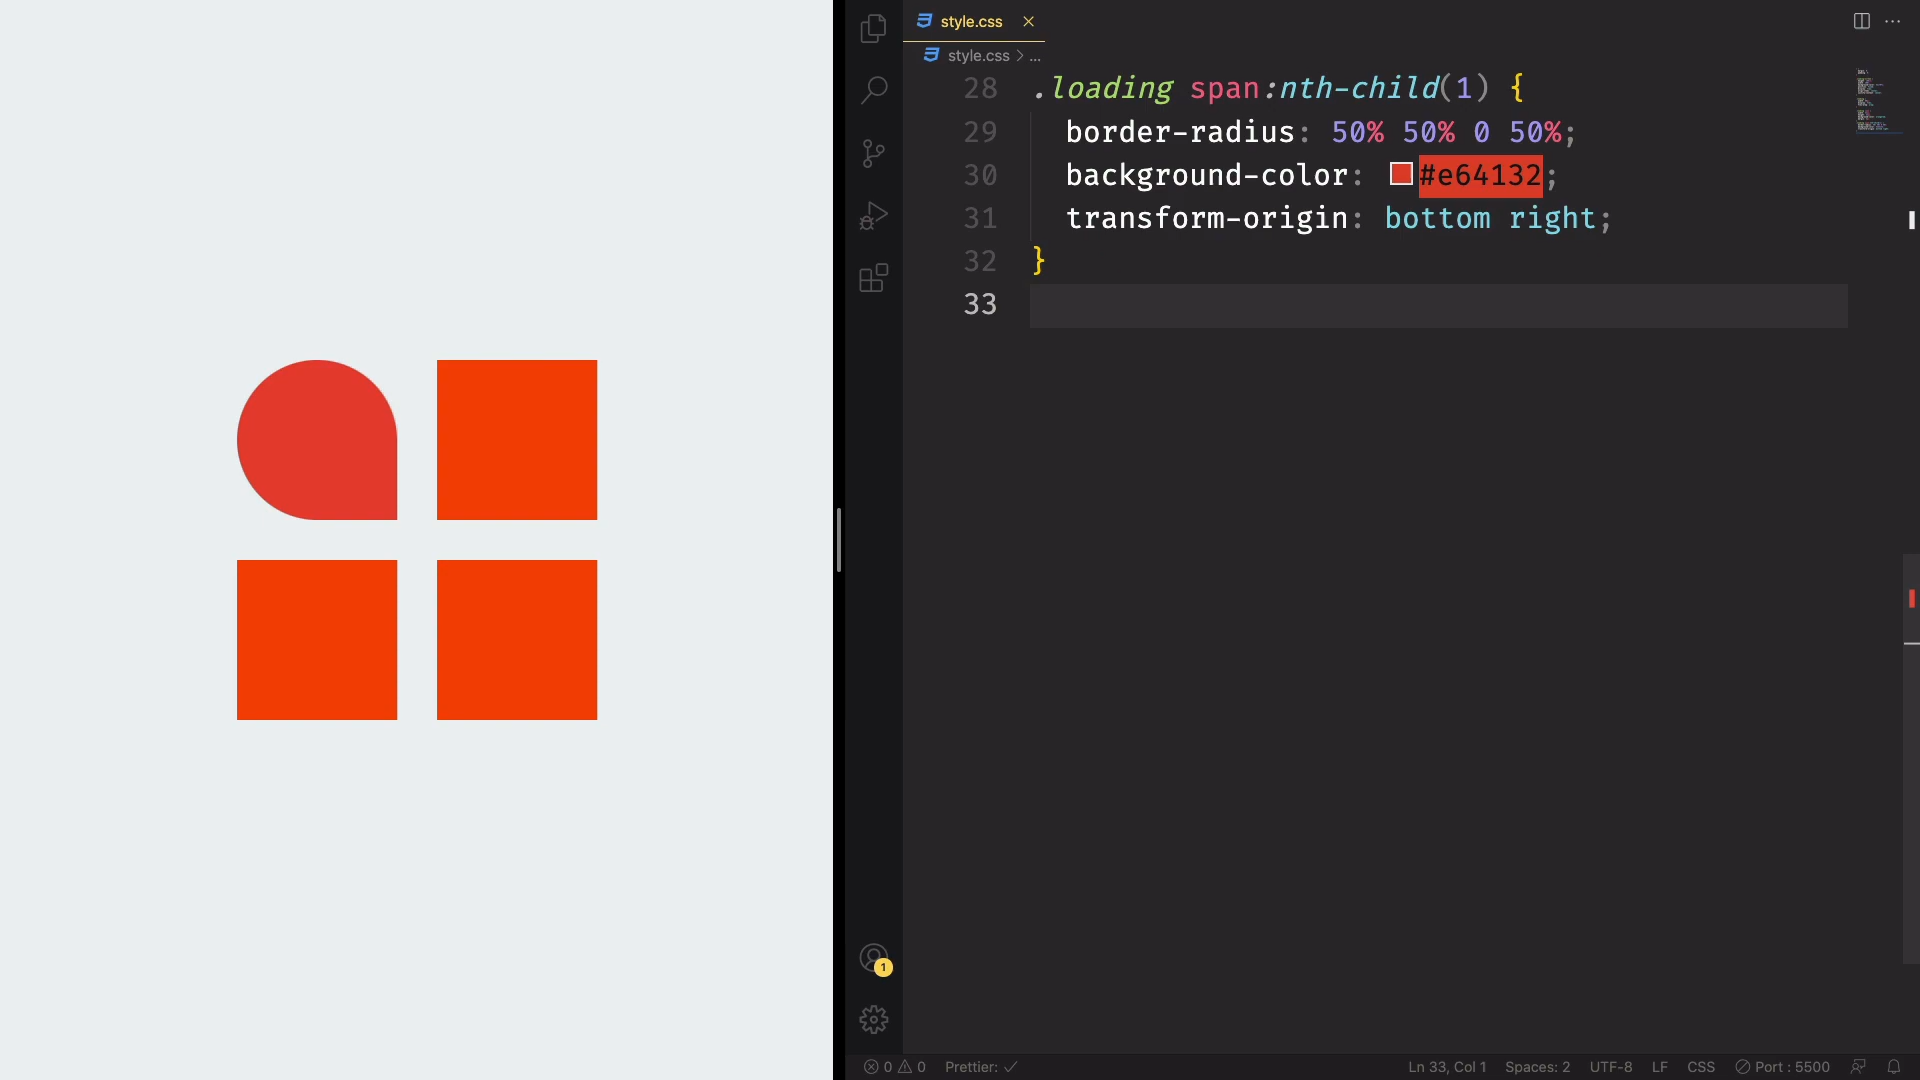 style.css
style.css > ...
28 .loading span:nth-child(1) {
29 border-radius: 50% 50% 0 50%;
30 background-color: #e64132;
31 transform-origin: bottom right;
32 }
33
1
0 0 Prettier: ✓ Ln 33, Col 1 Spaces: 2 UTF-8 LF CSS Port : 5500